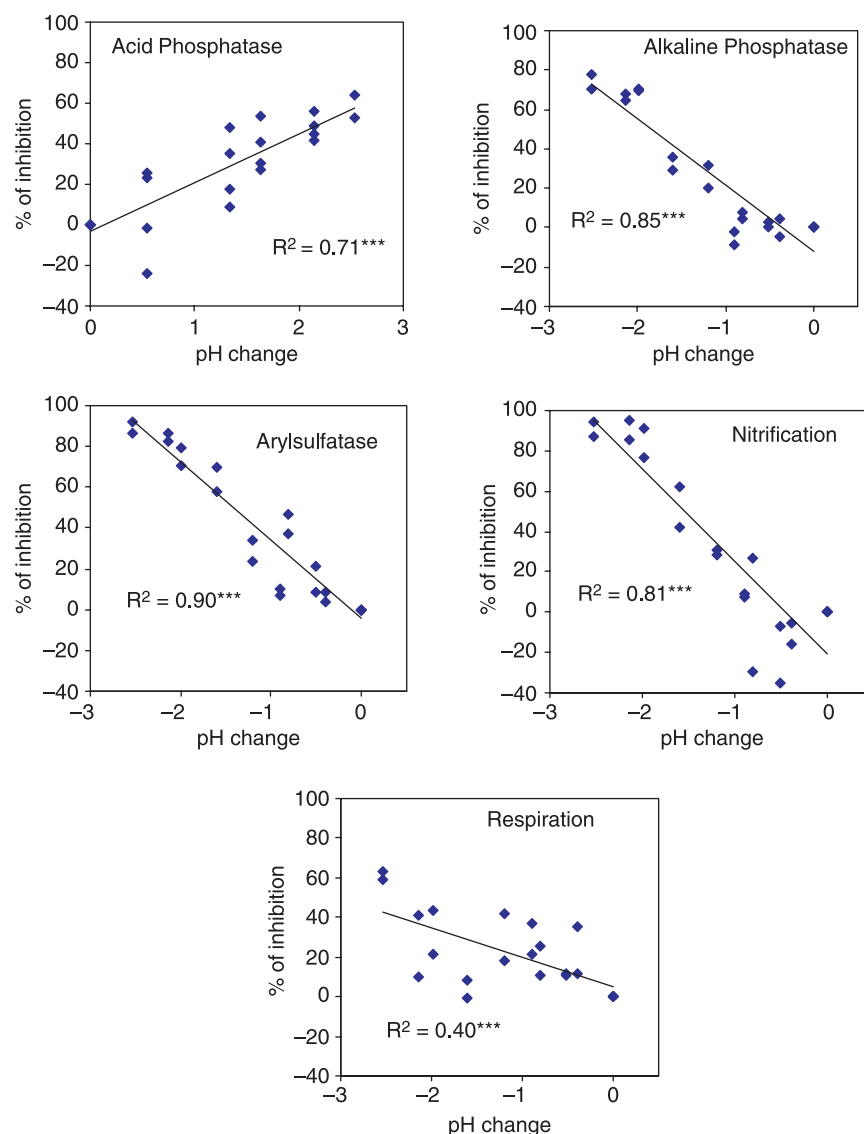 Acid Phosphatase
% of inhibition
100
80
60
40
20
0
−20
−40
R² = 0.71***
0 1 2 3
pH change
Alkaline Phosphatase
% of inhibition
100
80
60
40
20
0
−20
−40
R² = 0.85***
−3 −2 −1 0
pH change
Arylsulfatase
% of inhibition
100
80
60
40
20
0
−20
−40
R² = 0.90***
−3 −2 −1 0
pH change
Nitrification
% of inhibition
100
80
60
40
20
0
−20
−40
R² = 0.81***
−3 −2 −1 0
pH change
Respiration
% of inhibition
100
80
60
40
20
0
−20
−40
R² = 0.40***
−3 −2 −1 0
pH change